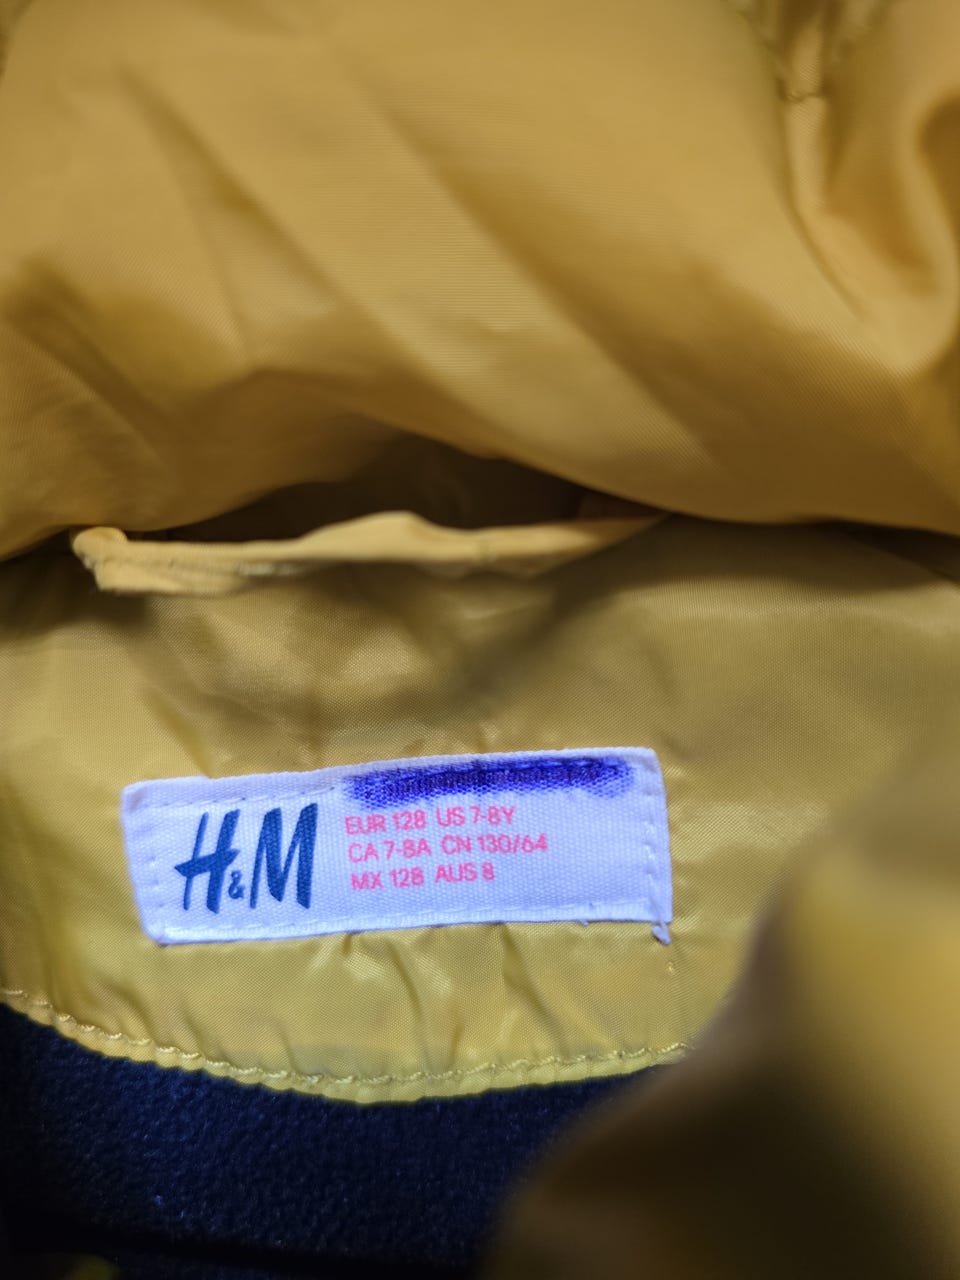 H&M
EUR 128 US 7-8Y
CA 7-8A CN 130/64
MX 128 AUS 8